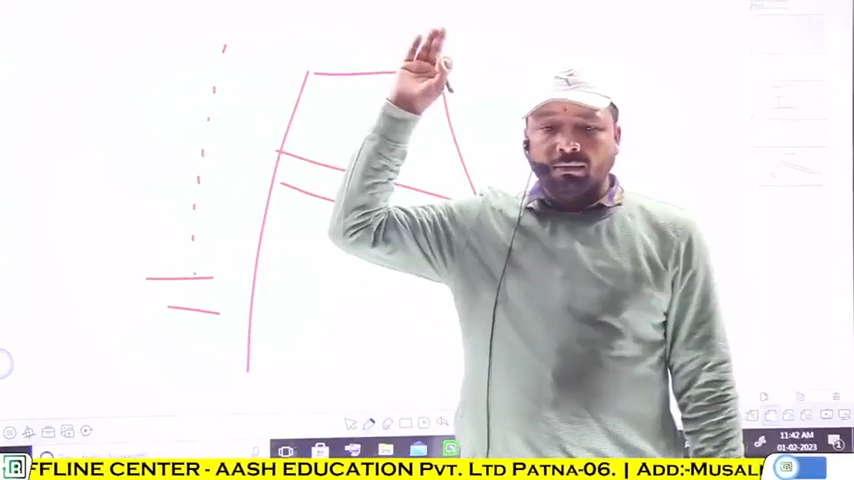 11:42 AM
01-02-2023
FFLINE CENTER - AASH EDUCATION PVT. LTD PATNA-06. | ADD:-MUSAL